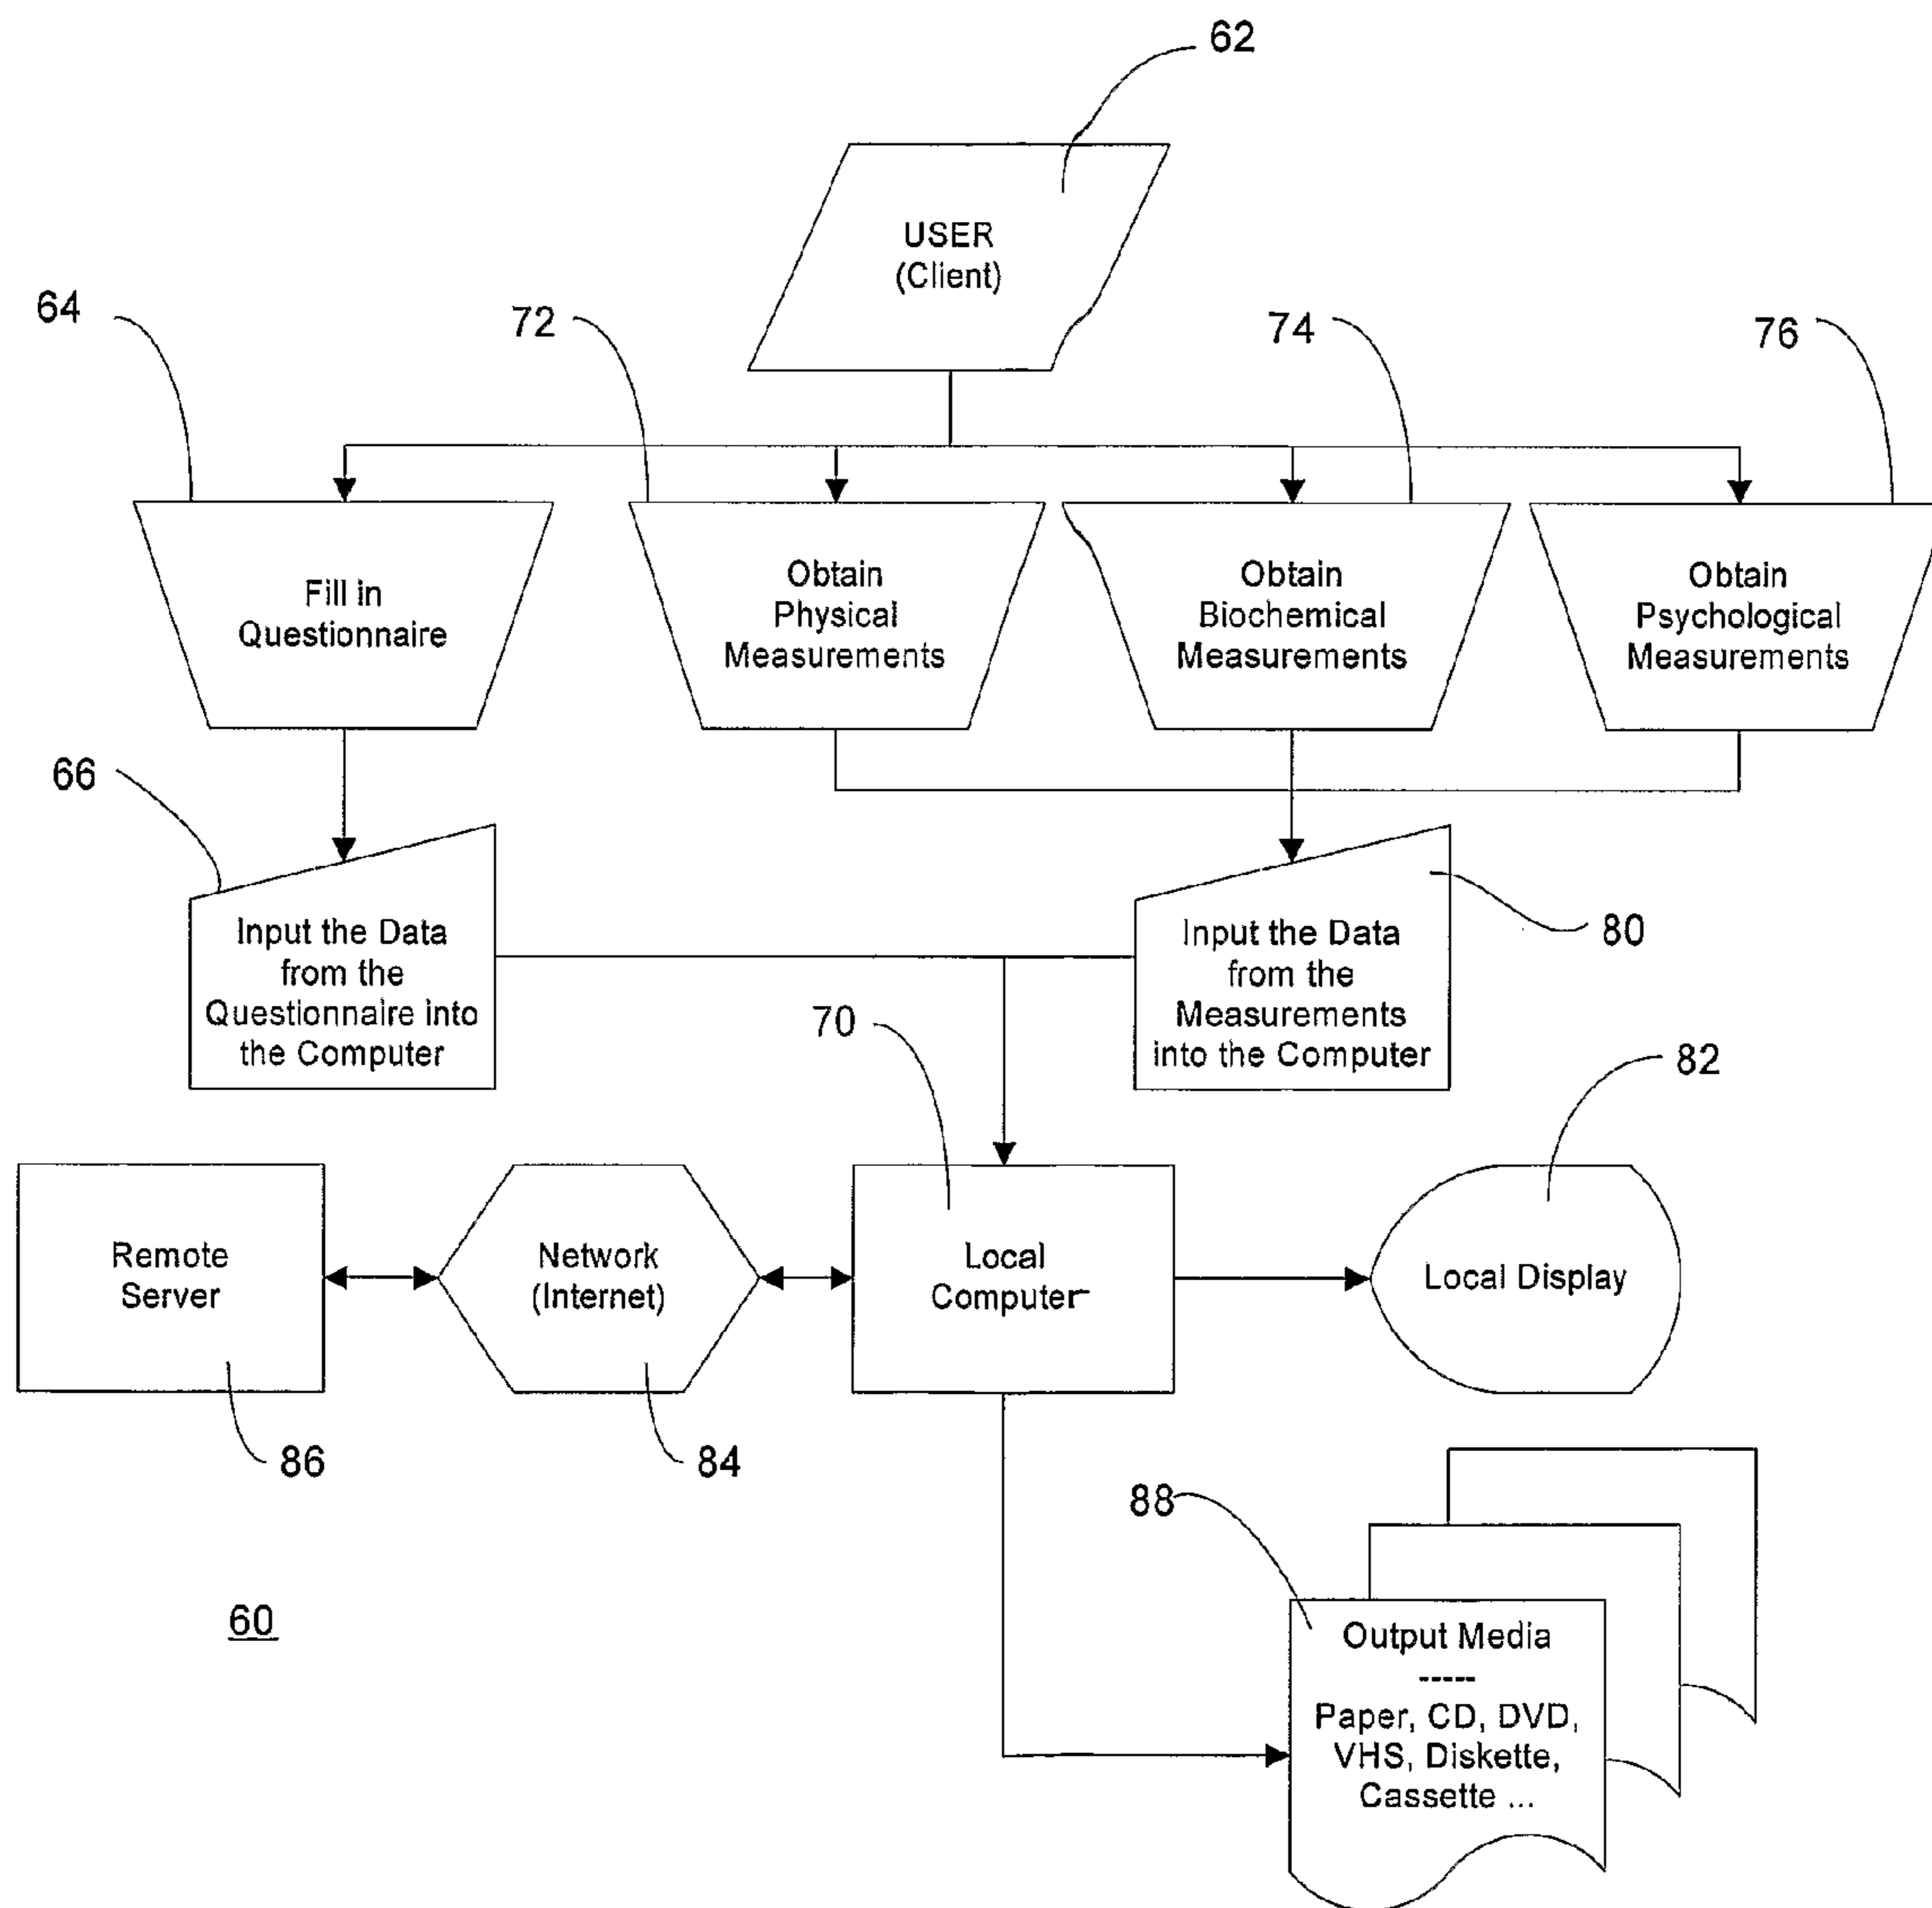 62
USER
(Client)
64
72
74
76
Fill in
Questionnaire
Obtain
Physical
Measurements
Obtain
Biochemical
Measurements
Obtain
Psychological
Measurements
66
Input the Data
from the
Questionnaire into
the Computer
Input the Data
from the
Measurements
into the Computer
80
70
82
Remote
Server
Network
(Internet)
Local
Computer
Local Display
86
84
88
60
Output Media
-----
Paper, CD, DVD,
VHS, Diskette,
Cassette ...